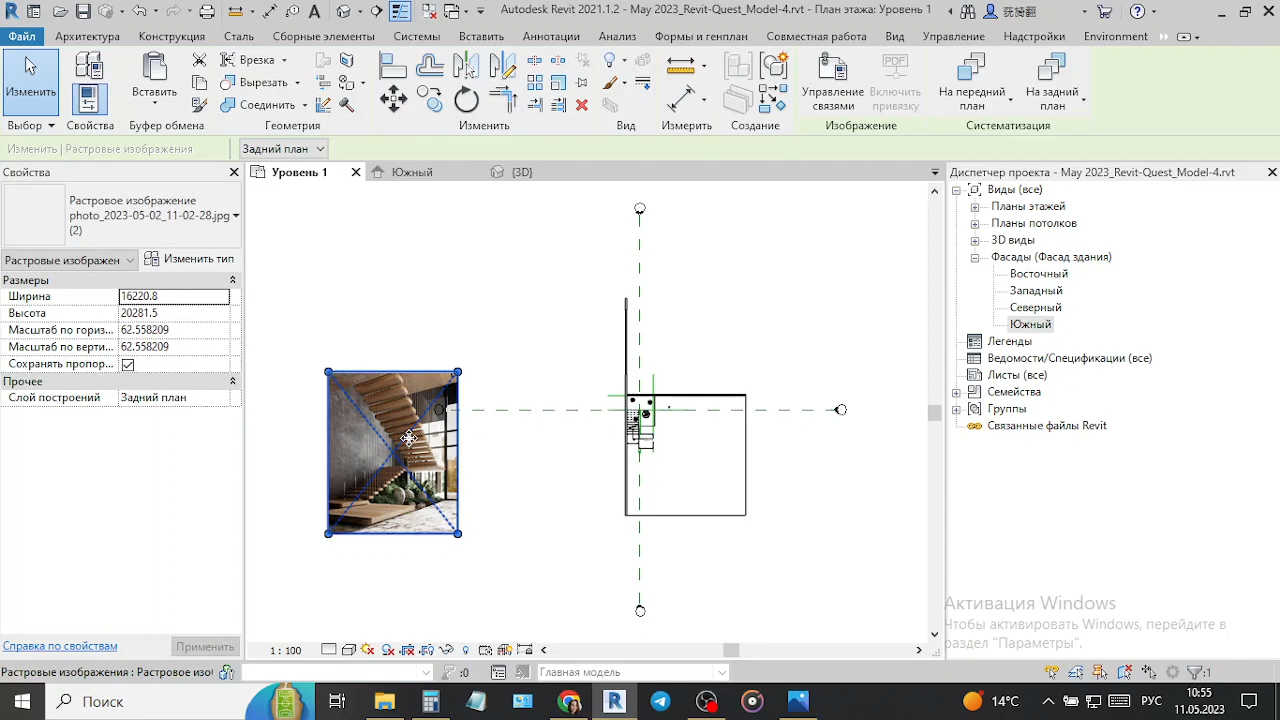 Autodesk Revit 2021.1.2 - May 2023_Revit-Quest_Model-4.rvt - План этажа: Уровень 1
Файл Архитектура Конструкция Сталь Сборные элементы Системы Вставить Аннотации Анализ Формы и генплан Совместная работа Вид Управление Надстройки Environment
Изменить
Свойства
Вставить
Врезка
Вырезать
Соединить
Управление связями
PDF
Включить привязку
На передний план
На задний план
Выбор Свойства Буфер обмена Геометрия Изменить Вид Измерить Создание Изображение Систематизация
Изменить | Растровые изображения Задний план
Свойства
Уровень 1 Южный {3D}
Диспетчер проекта - May 2023_Revit-Quest_Model-4.rvt
Растровое изображение
photo_2023-05-02_11-02-28.jpg
(2)
Растровые изображен Изменить тип
Размеры
Ширина 16220.8
Высота 20281.5
Масштаб по гориз... 62.558209
Масштаб по верти... 62.558209
Сохранять пропор...
Прочее
Слой построений Задний план
Справка по свойствам Применить
Виды (все)
Планы этажей
Планы потолков
3D виды
Фасады (Фасад здания)
Восточный
Западный
Северный
Южный
Легенды
Ведомости/Спецификации (все)
Листы (все)
Семейства
Группы
Связанные файлы Revit
Активация Windows
Чтобы активировать Windows, перейдите в
раздел "Параметры".
1 : 100
Растровые изображения : Растровое изоб :0 Главная модель :1
Поиск 14°C РУС 10:55
11.05.2023